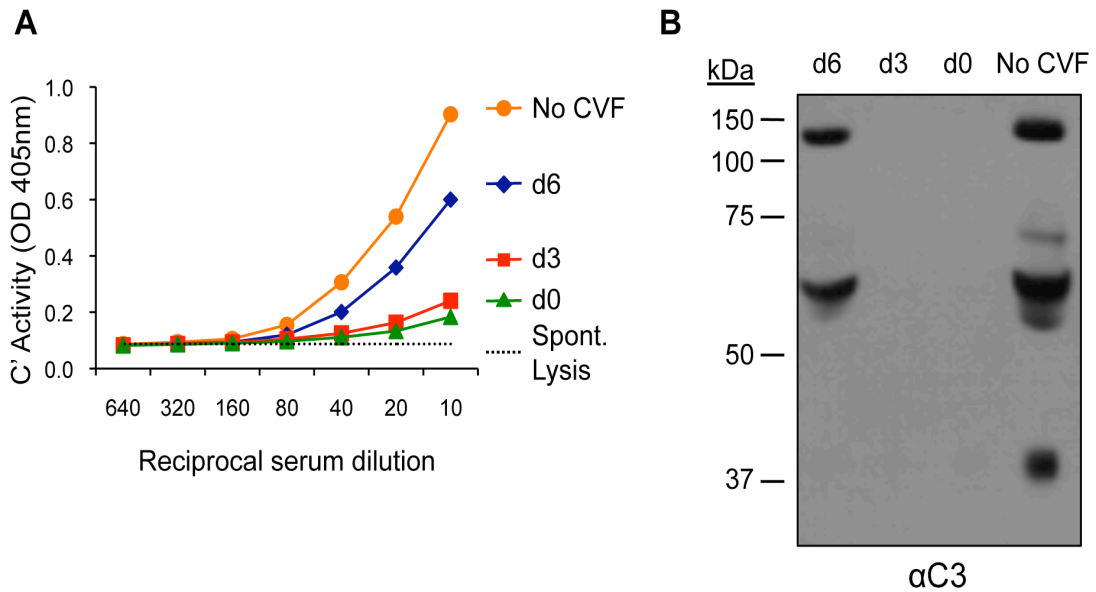 A
C' Activity (OD 405nm)
1.0
0.8
0.6
0.4
0.2
0.0
640 320 160 80 40 20 10
Reciprocal serum dilution
No CVF
d6
d3
d0
Spont.
Lysis
B
kDa d6 d3 d0 No CVF
150
100
75
50
37
αC3